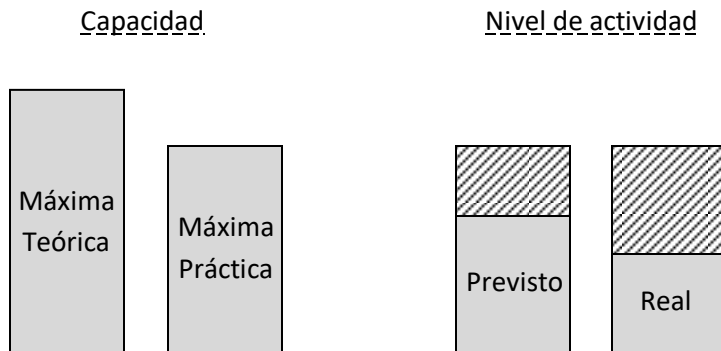 Capacidad
Nivel de actividad
Máxima
Teórica
Máxima
Práctica
Previsto
Real